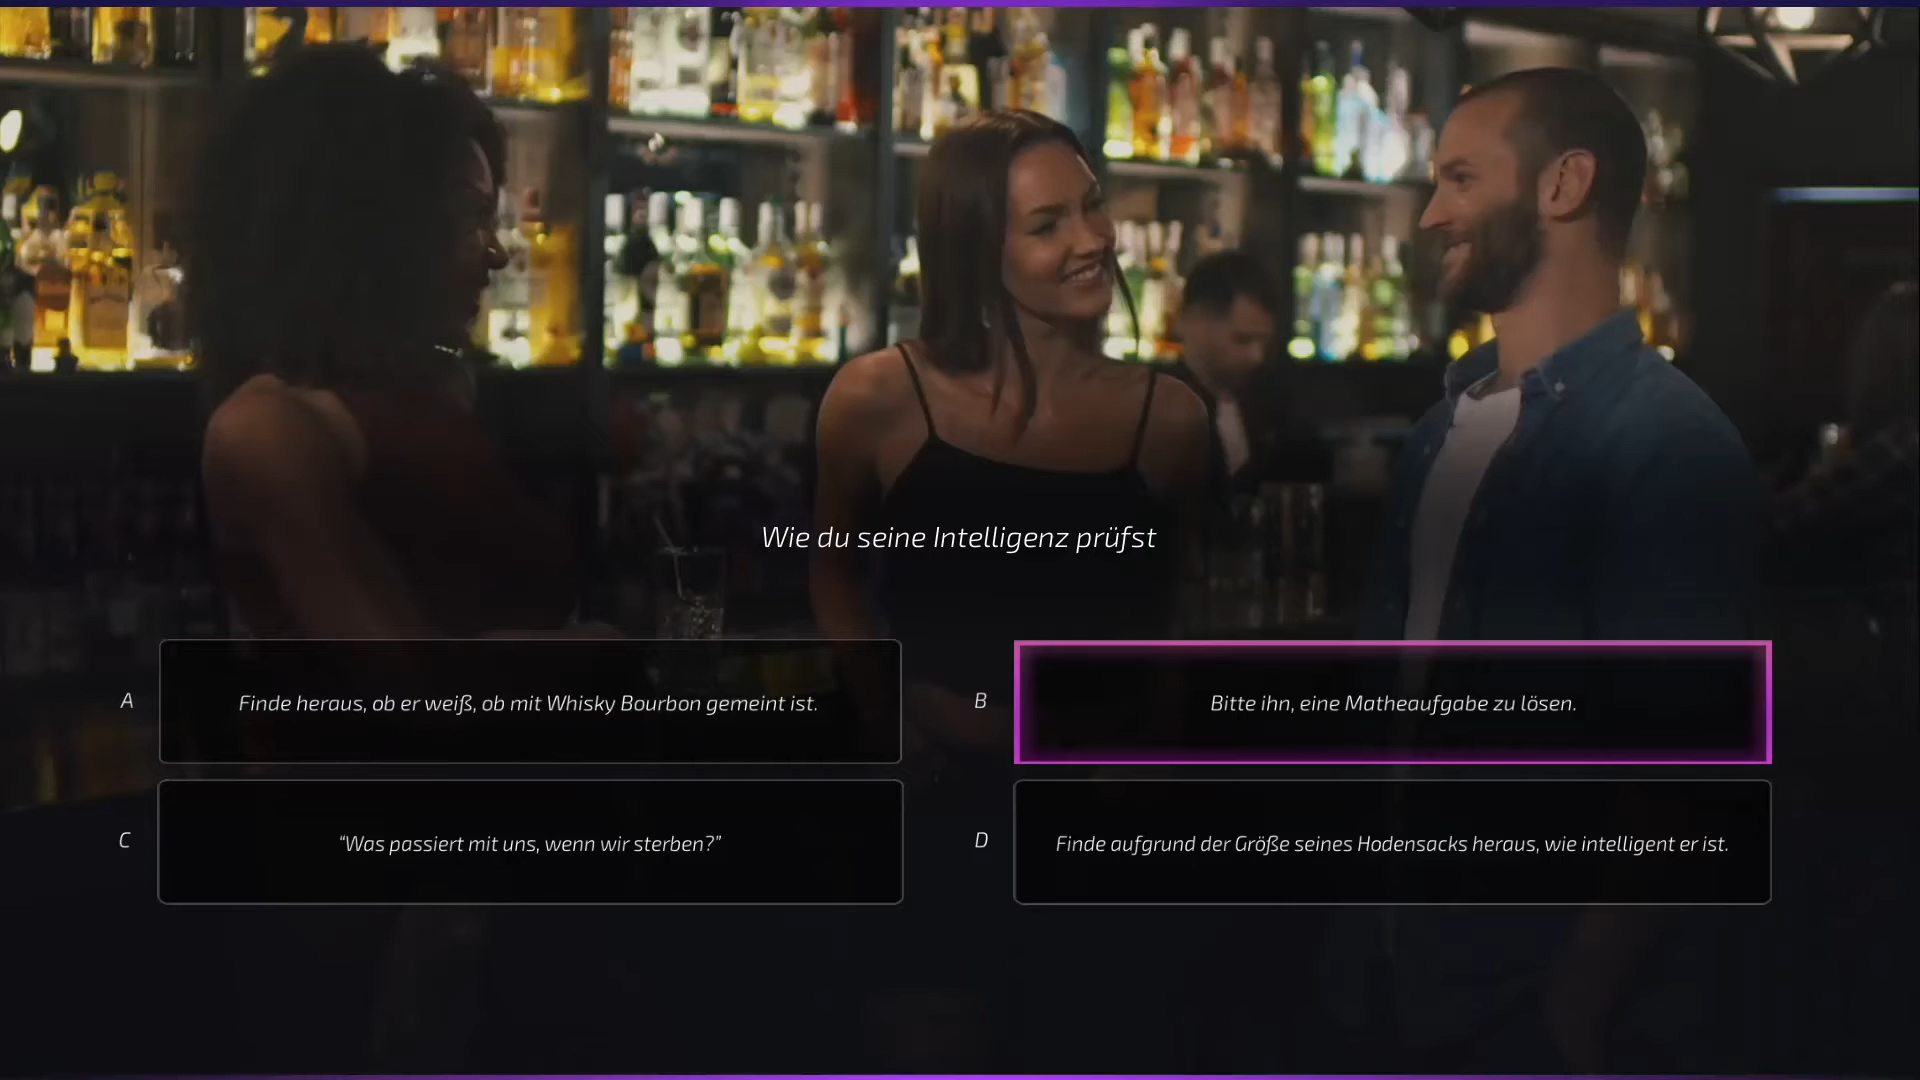 Wie du seine Intelligenz prüfst
A
Finde heraus, ob er weiß, ob mit Whisky Bourbon gemeint ist.
B
Bitte ihn, eine Matheaufgabe zu lösen.
C
“Was passiert mit uns, wenn wir sterben?”
D
Finde aufgrund der Größe seines Hodensacks heraus, wie intelligent er ist.